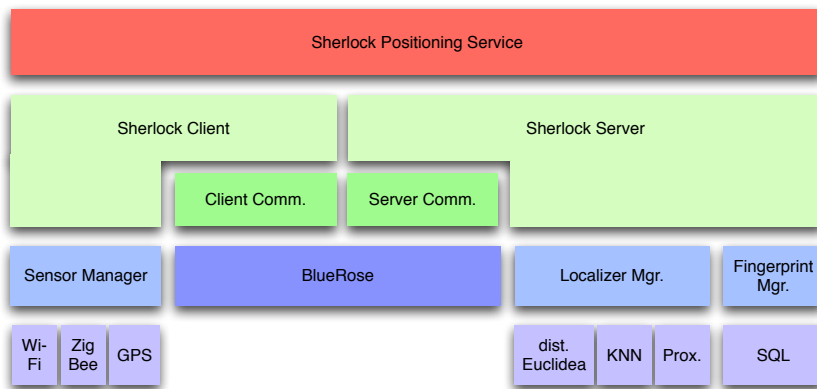 Sherlock Positioning Service
Sherlock Client
Sherlock Server
Client Comm.
Server Comm.
Sensor Manager
BlueRose
Localizer Mgr.
Fingerprint
Mgr.
Wi-
Fi
Zig
Bee
GPS
dist.
Euclidea
KNN
Prox.
SQL